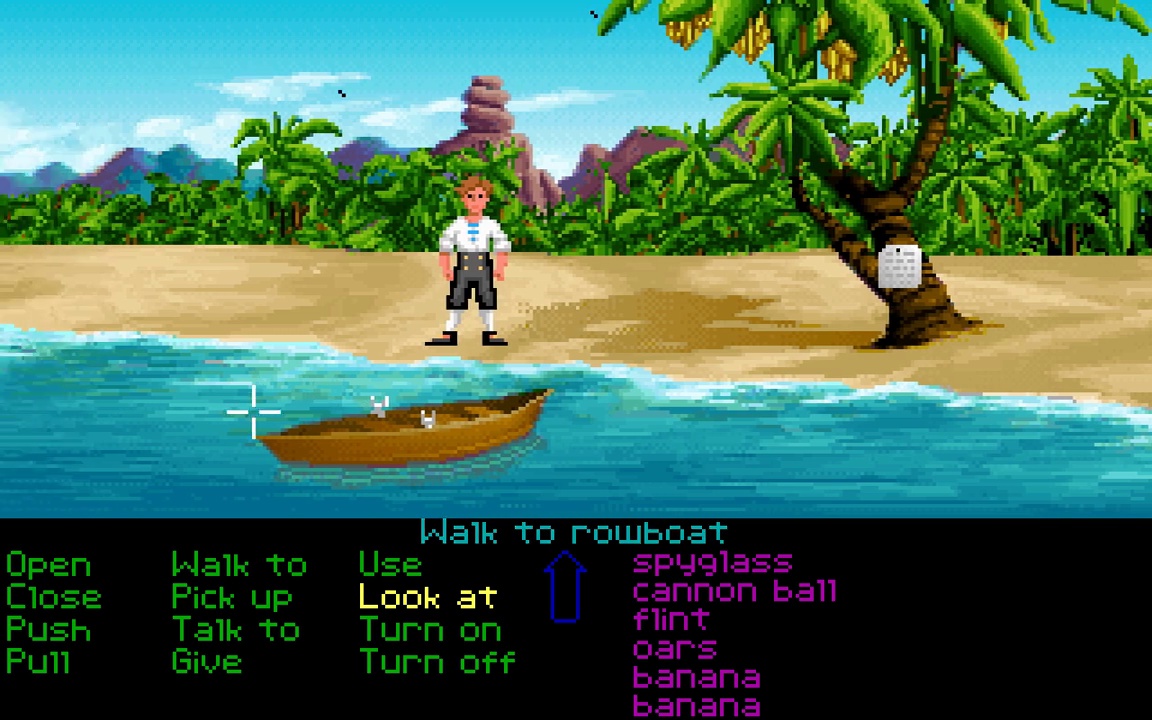 Walk to rowboat
Open Walk to Use
Close Pick up Look at
Push Talk to Turn on
Pull Give Turn off
spyglass
cannon ball
flint
oars
banana
banana